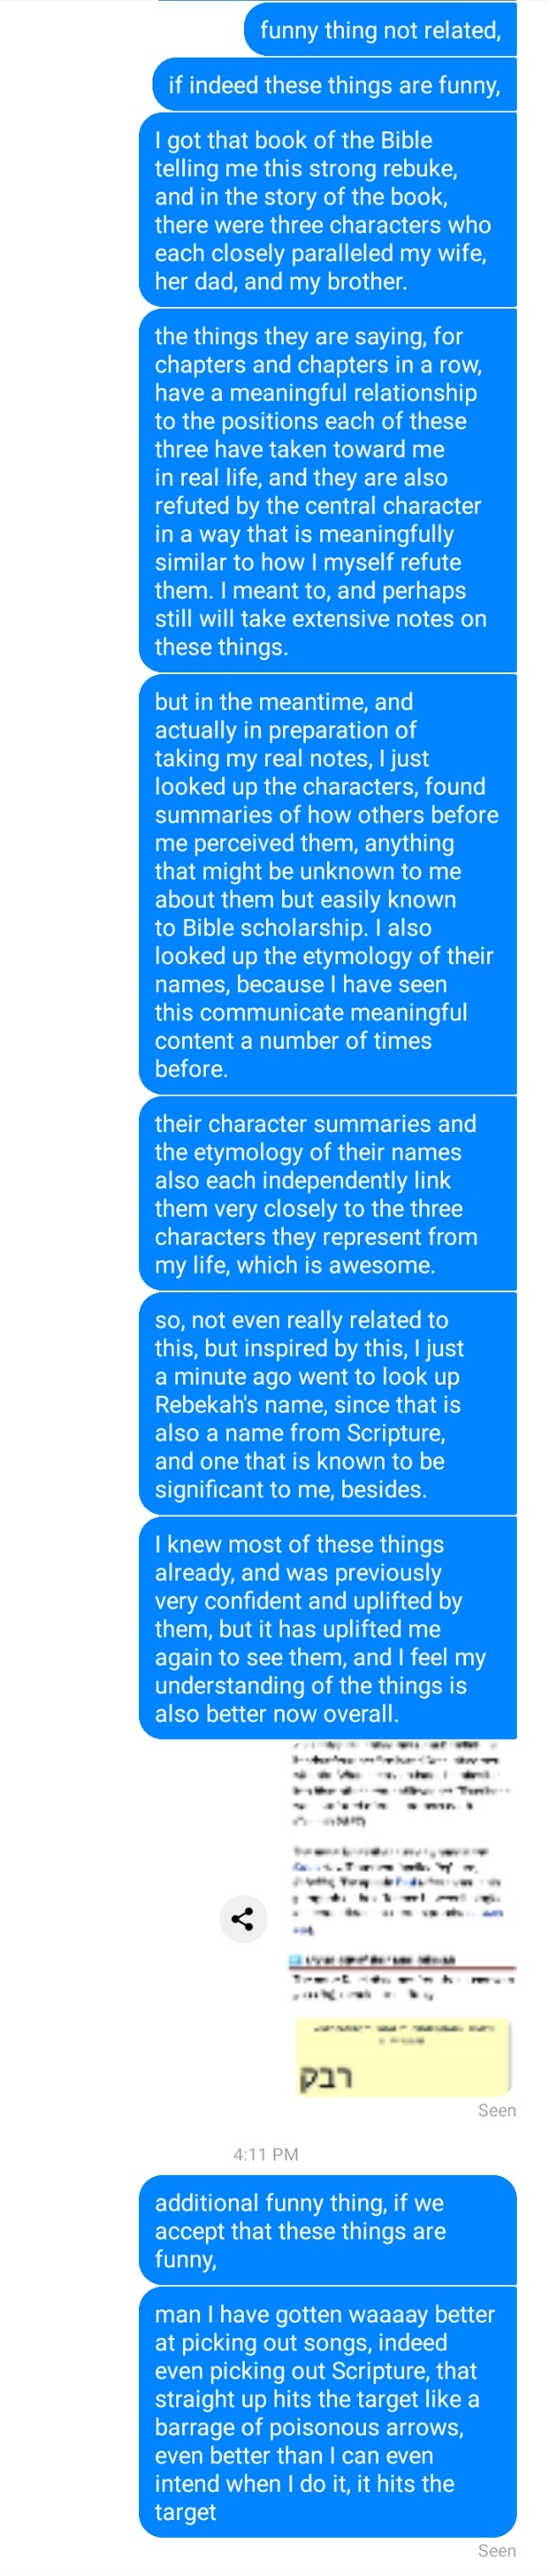 funny thing not related,
if indeed these things are funny,
I got that book of the Bible
telling me this strong rebuke,
and in the story of the book,
there were three characters who
each closely paralleled my wife,
her dad, and my brother.
the things they are saying, for
chapters and chapters in a row,
have a meaningful relationship
to the positions each of these
three have taken toward me
in real life, and they are also
refuted by the central character
in a way that is meaningfully
similar to how I myself refute
them. I meant to, and perhaps
still will take extensive notes on
these things.
but in the meantime, and
actually in preparation of
taking my real notes, I just
looked up the characters, found
summaries of how others before
me perceived them, anything
that might be unknown to me
about them but easily known
to Bible scholarship. I also
looked up the etymology of their
names, because I have seen
this communicate meaningful
content a number of times
before.
their character summaries and
the etymology of their names
also each independently link
them very closely to the three
characters they represent from
my life, which is awesome.
so, not even really related to
this, but inspired by this, I just
a minute ago went to look up
Rebekah's name, since that is
also a name from Scripture,
and one that is known to be
significant to me, besides.
I knew most of these things
already, and was previously
very confident and uplifted by
them, but it has uplifted me
again to see them, and I feel my
understanding of the things is
also better now overall.
רבק
Seen
4:11 PM
additional funny thing, if we
accept that these things are
funny,
man I have gotten waaaay better
at picking out songs, indeed
even picking out Scripture, that
straight up hits the target like a
barrage of poisonous arrows,
even better than I can even
intend when I do it, it hits the
target
Seen